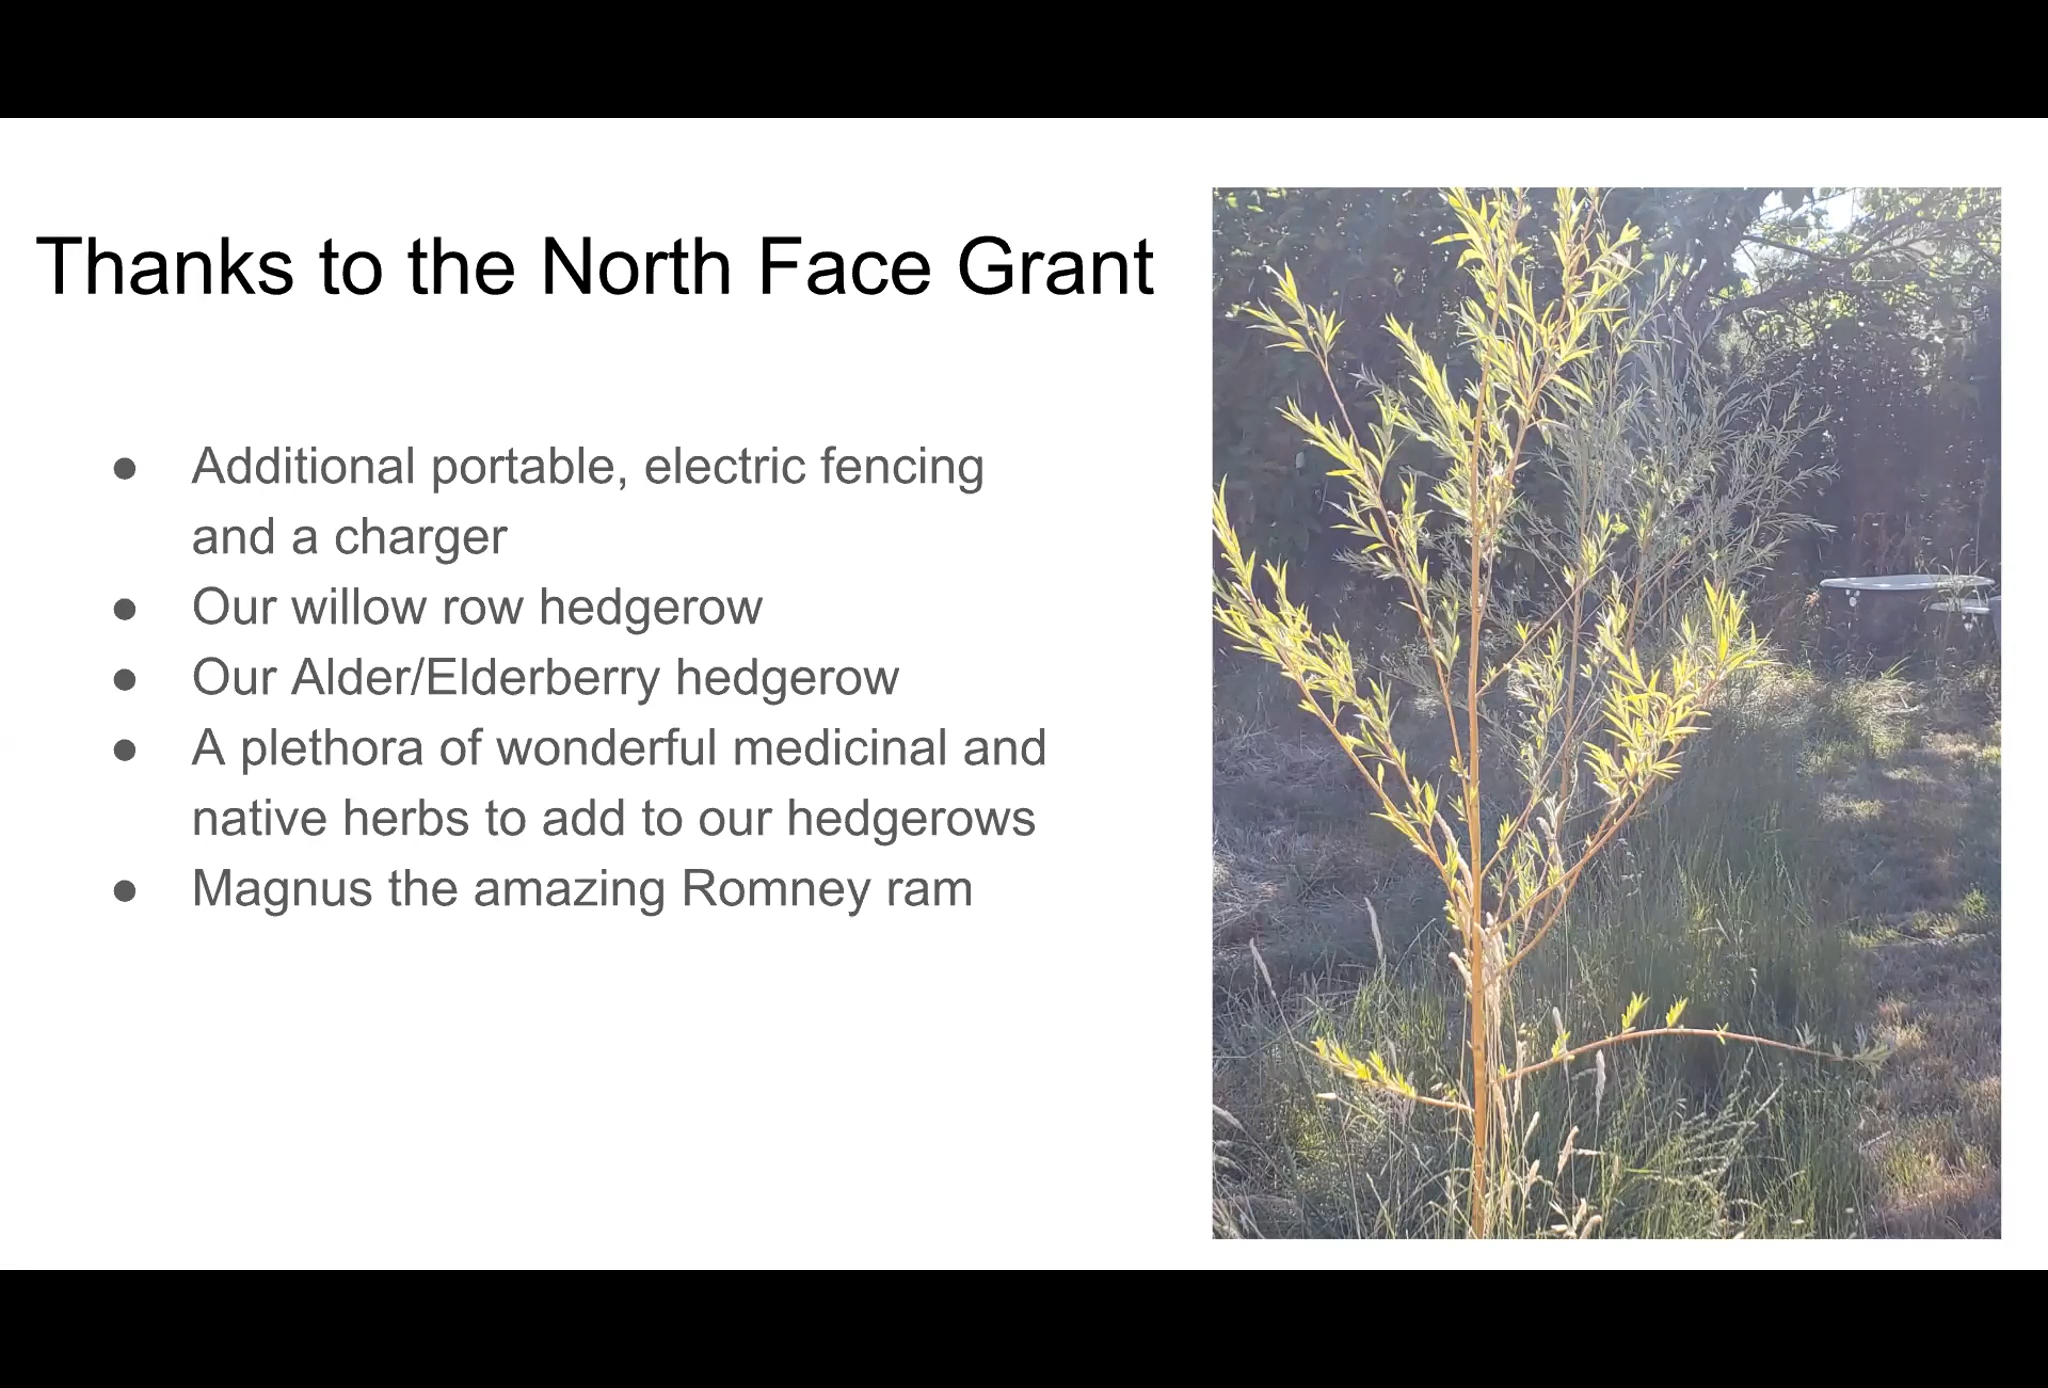 Thanks to the North Face Grant
● Additional portable, electric fencing
and a charger
● Our willow row hedgerow
● Our Alder/Elderberry hedgerow
● A plethora of wonderful medicinal and
native herbs to add to our hedgerows
● Magnus the amazing Romney ram